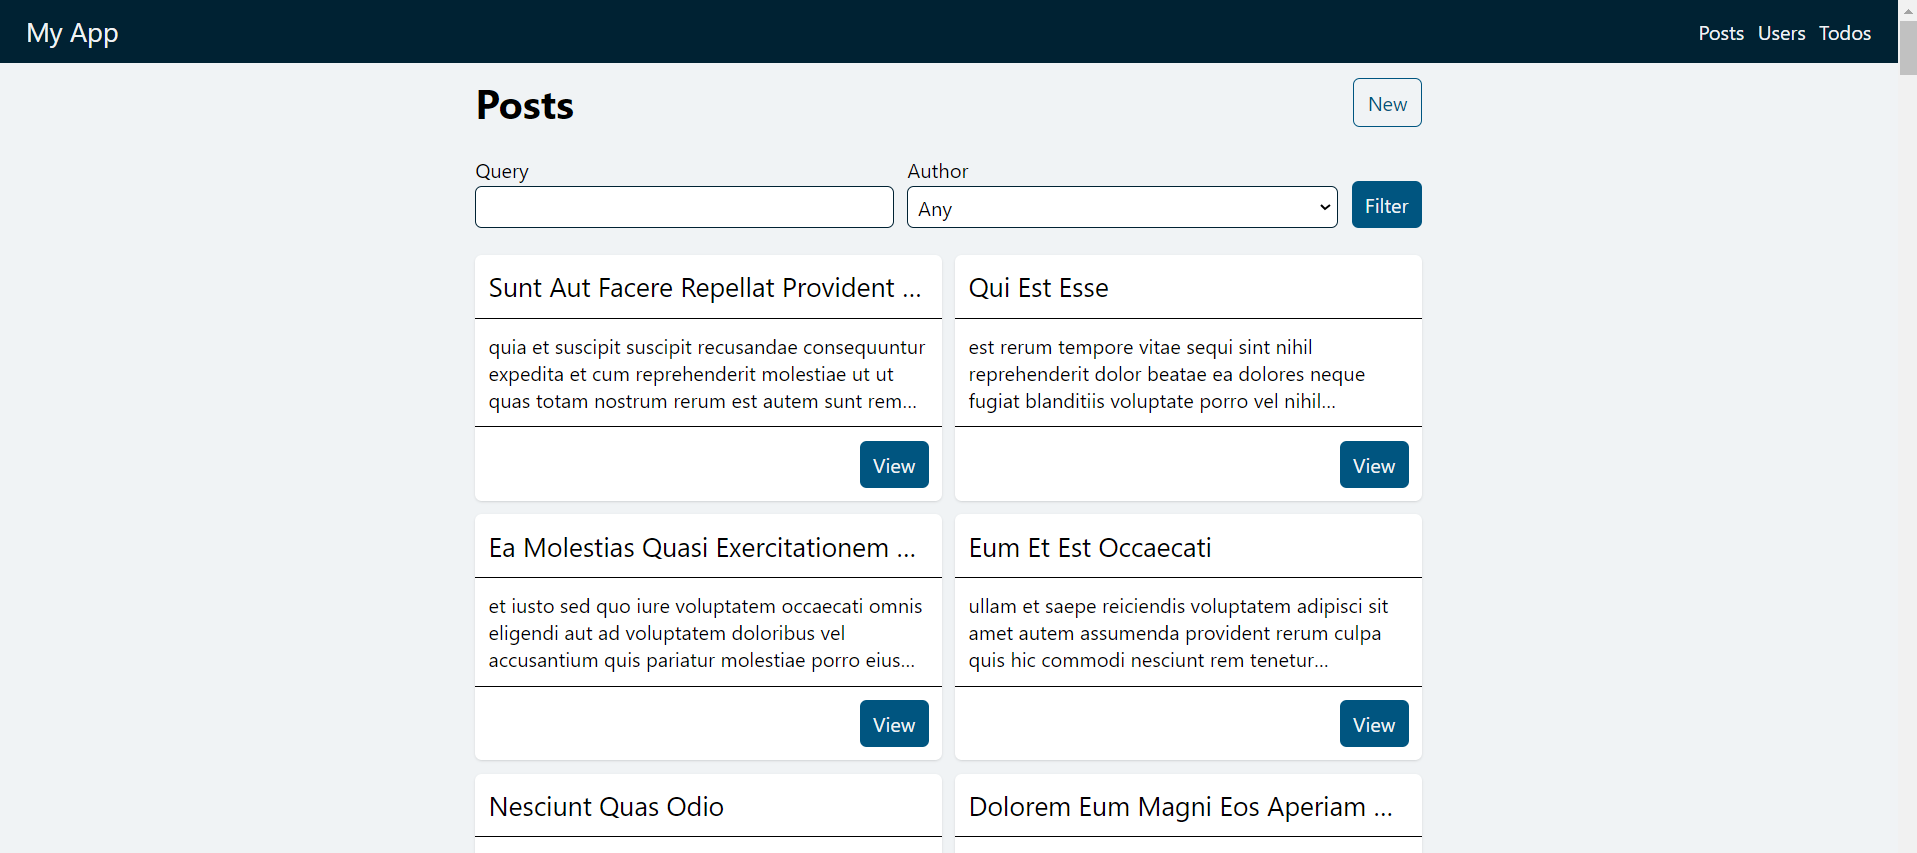 My App
Posts Users Todos
Posts
New
Query
Author
Any
Filter
Sunt Aut Facere Repellat Provident ...
quia et suscipit suscipit recusandae consequuntur
expedita et cum reprehenderit molestiae ut ut
quas totam nostrum rerum est autem sunt rem...
View
Qui Est Esse
est rerum tempore vitae sequi sint nihil
reprehenderit dolor beatae ea dolores neque
fugiat blanditiis voluptate porro vel nihil...
View
Ea Molestias Quasi Exercitationem ...
et iusto sed quo iure voluptatem occaecati omnis
eligendi aut ad voluptatem doloribus vel
accusantium quis pariatur molestiae porro eius...
View
Eum Et Est Occaecati
ullam et saepe reiciendis voluptatem adipisci sit
amet autem assumenda provident rerum culpa
quis hic commodi nesciunt rem tenetur...
View
Nesciunt Quas Odio
Dolorem Eum Magni Eos Aperiam ...